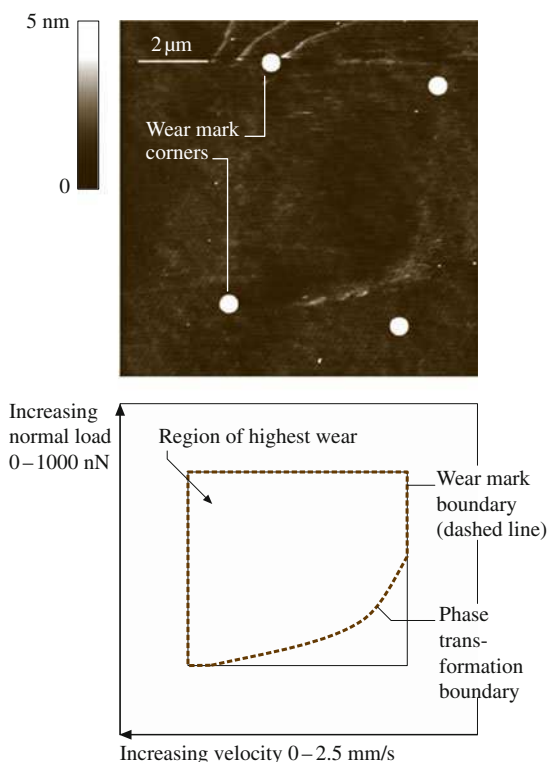 5 nm
2 µm
Wear mark
corners
0
Increasing
normal load
0–1000 nN
Region of highest wear
Wear mark
boundary
(dashed line)
Phase
trans-
formation
boundary
Increasing velocity 0–2.5 mm/s